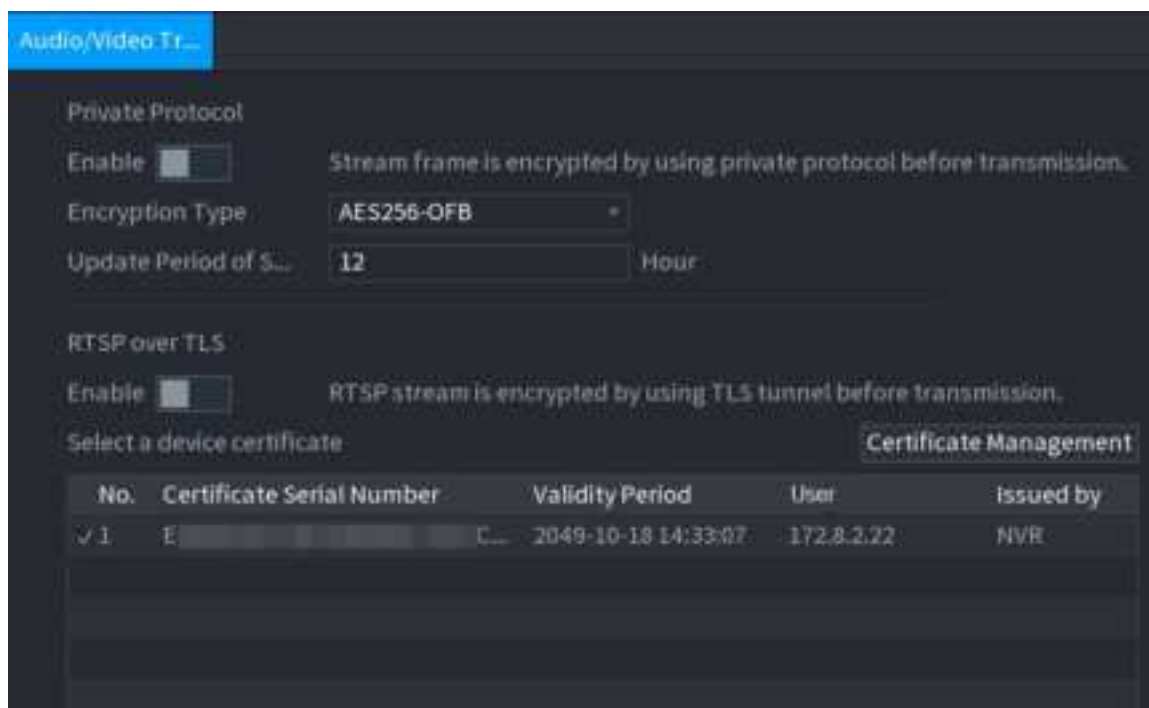 Audio/Video Tr...
Private Protocol
Enable Stream frame is encrypted by using private protocol before transmission.
Encryption Type AES256-OFB
Update Period of S... 12 Hour
RTSP over TLS
Enable RTSP stream is encrypted by using TLS tunnel before transmission.
Select a device certificate Certificate Management
No. Certificate Serial Number Validity Period User Issued by
1 E C... 2049-10-18 14:33:07 172.8.2.22 NVR